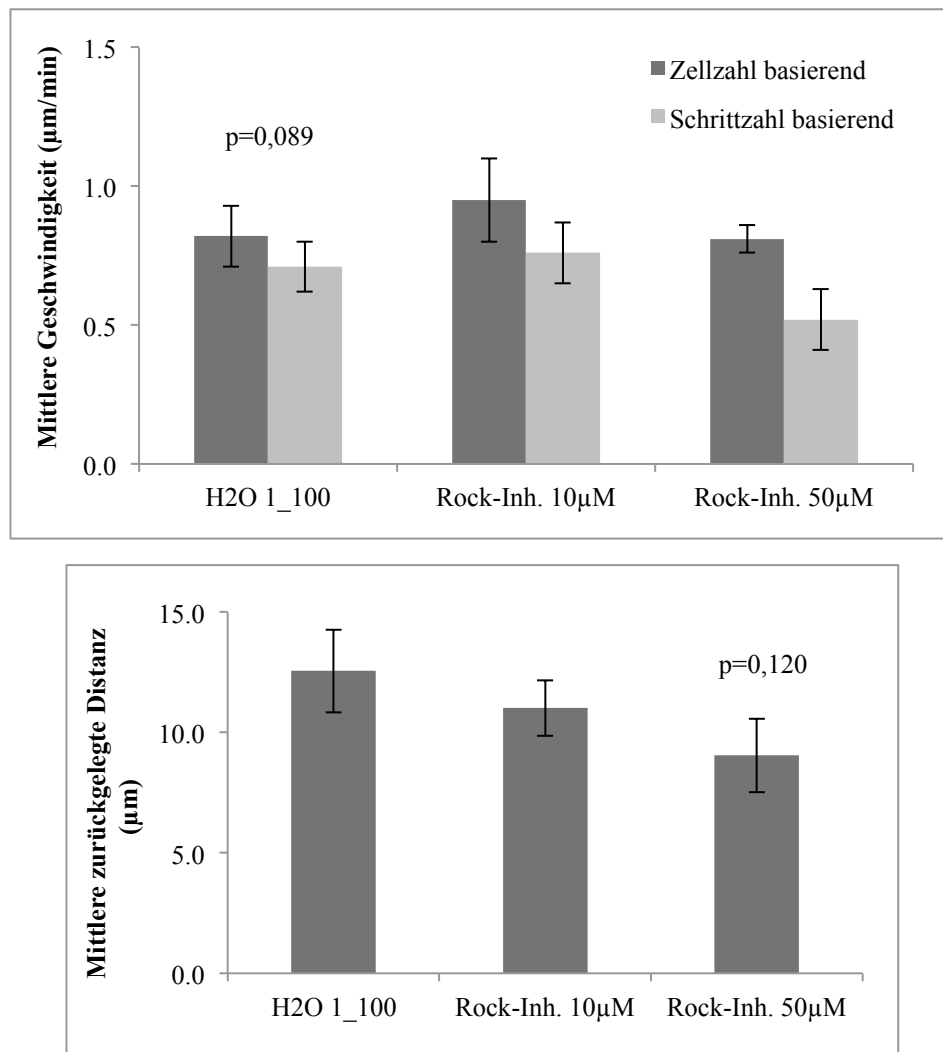 Mittlere Geschwindigkeit (µm/min)
1.5
1.0
0.5
0.0
Zellzahl basierend
Schrittzahl basierend
p=0,089
H2O 1_100
Rock-Inh. 10µM
Rock-Inh. 50µM
Mittlere zurückgelegte Distanz
(µm)
15.0
10.0
5.0
0.0
p=0,120
H2O 1_100
Rock-Inh. 10µM
Rock-Inh. 50µM